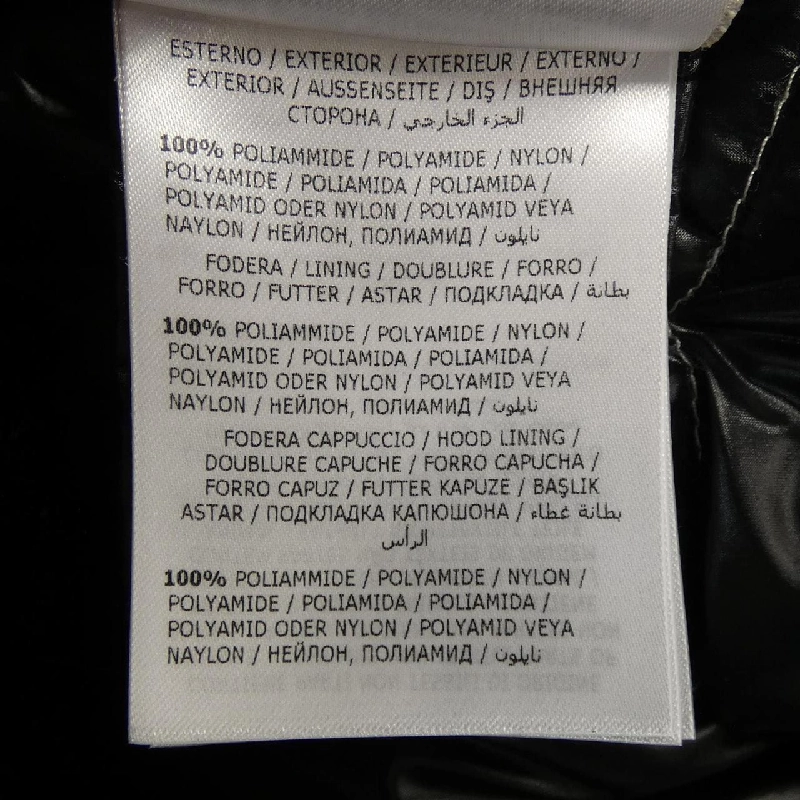 ESTERNO / EXTERIOR / EXTERIEUR / EXTERNO /
EXTERIOR / AUSSENSEITE / DIŞ / ВНЕШНЯЯ
СТОРОНА / الجزء الخارجي
100% POLIAMMIDE / POLYAMIDE / NYLON /
POLYAMIDE / POLIAMIDA / POLIAMIDA /
POLYAMID ODER NYLON / POLYAMID VEYA
NAYLON / НЕЙЛОН, ПОЛИАМИД / نايلون
FODERA / LINING / DOUBLURE / FORRO /
FORRO / FUTTER / ASTAR / ПОДКЛАДКА / بطانة
100% POLIAMMIDE / POLYAMIDE / NYLON /
POLYAMIDE / POLIAMIDA / POLIAMIDA /
POLYAMID ODER NYLON / POLYAMID VEYA
NAYLON / НЕЙЛОН, ПОЛИАМИД / نايلون
FODERA CAPPUCCIO / HOOD LINING /
DOUBLURE CAPUCHE / FORRO CAPUCHA /
FORRO CAPUZ / FUTTER KAPUZE / BAŞLIK
ASTAR / ПОДКЛАДКА КАПЮШОНА / بطانة غطاء
الرأس
100% POLIAMMIDE / POLYAMIDE / NYLON /
POLYAMIDE / POLIAMIDA / POLIAMIDA /
POLYAMID ODER NYLON / POLYAMID VEYA
NAYLON / НЕЙЛОН, ПОЛИАМИД / نايلون